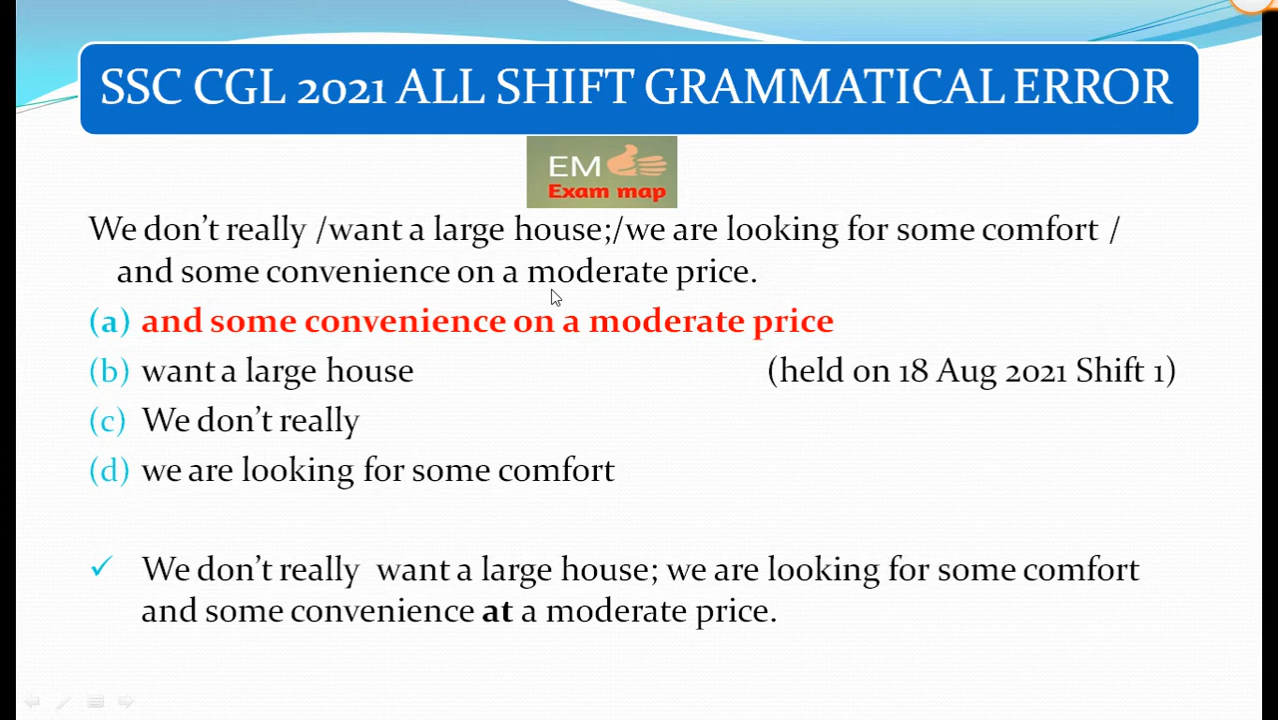 SSC CGL 2021 ALL SHIFT GRAMMATICAL ERROR
EM
Exam map
We don't really /want a large house;/we are looking for some comfort /
and some convenience on a moderate price.
(a) and some convenience on a moderate price
(b) want a large house (held on 18 Aug 2021 Shift 1)
(c) We don't really
(d) we are looking for some comfort
✓ We don't really want a large house; we are looking for some comfort
and some convenience at a moderate price.